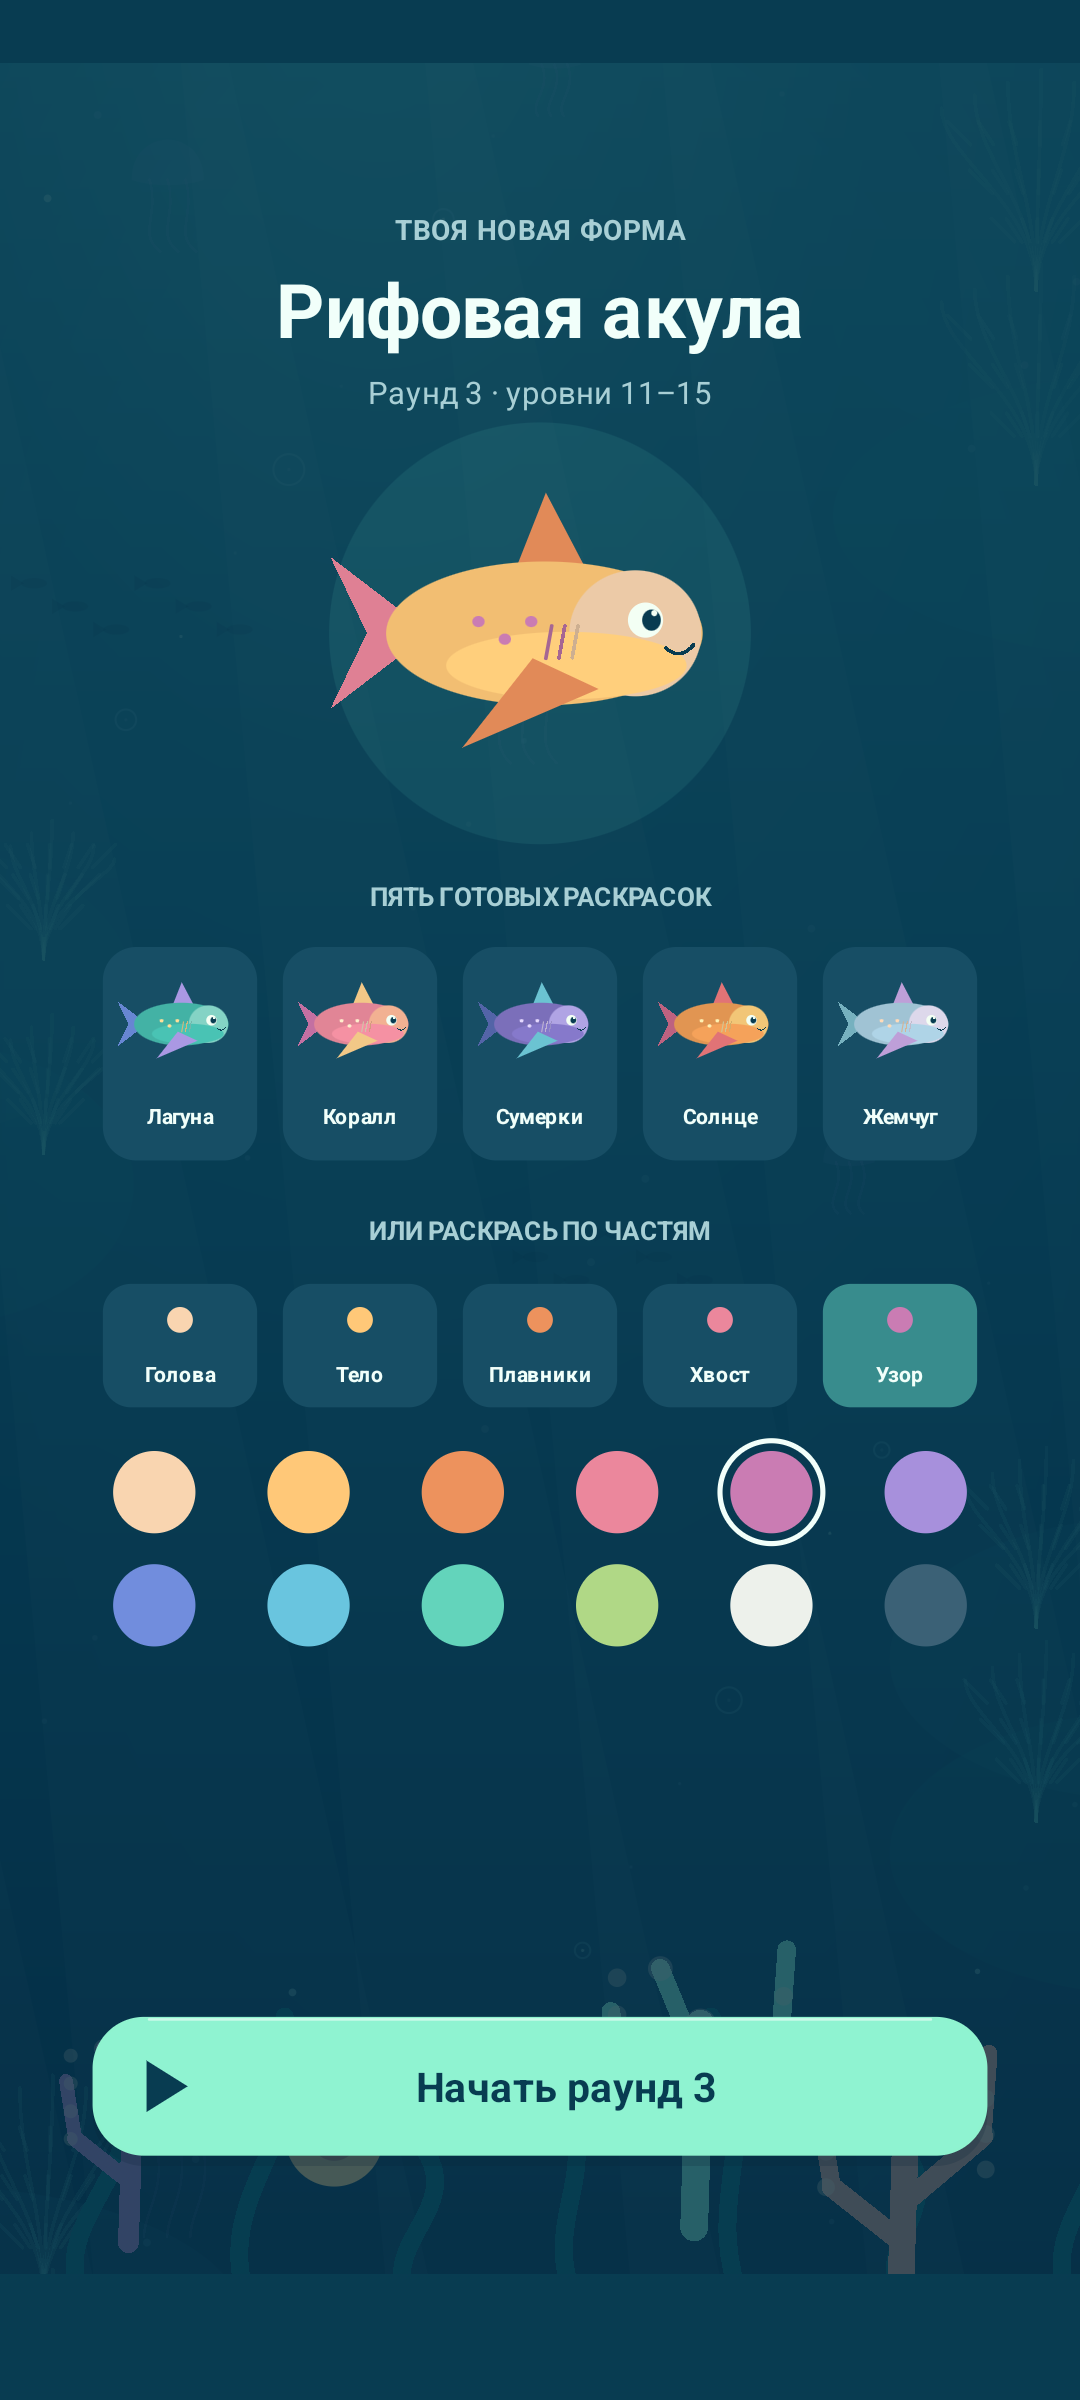 ТВОЯ НОВАЯ ФОРМА
Рифовая акула
Раунд 3 · уровни 11–15
ПЯТЬ ГОТОВЫХ РАСКРАСОК
Лагуна
Коралл
Сумерки
Солнце
Жемчуг
ИЛИ РАСКРАСЬ ПО ЧАСТЯМ
Голова
Тело
Плавники
Хвост
Узор
Начать раунд 3